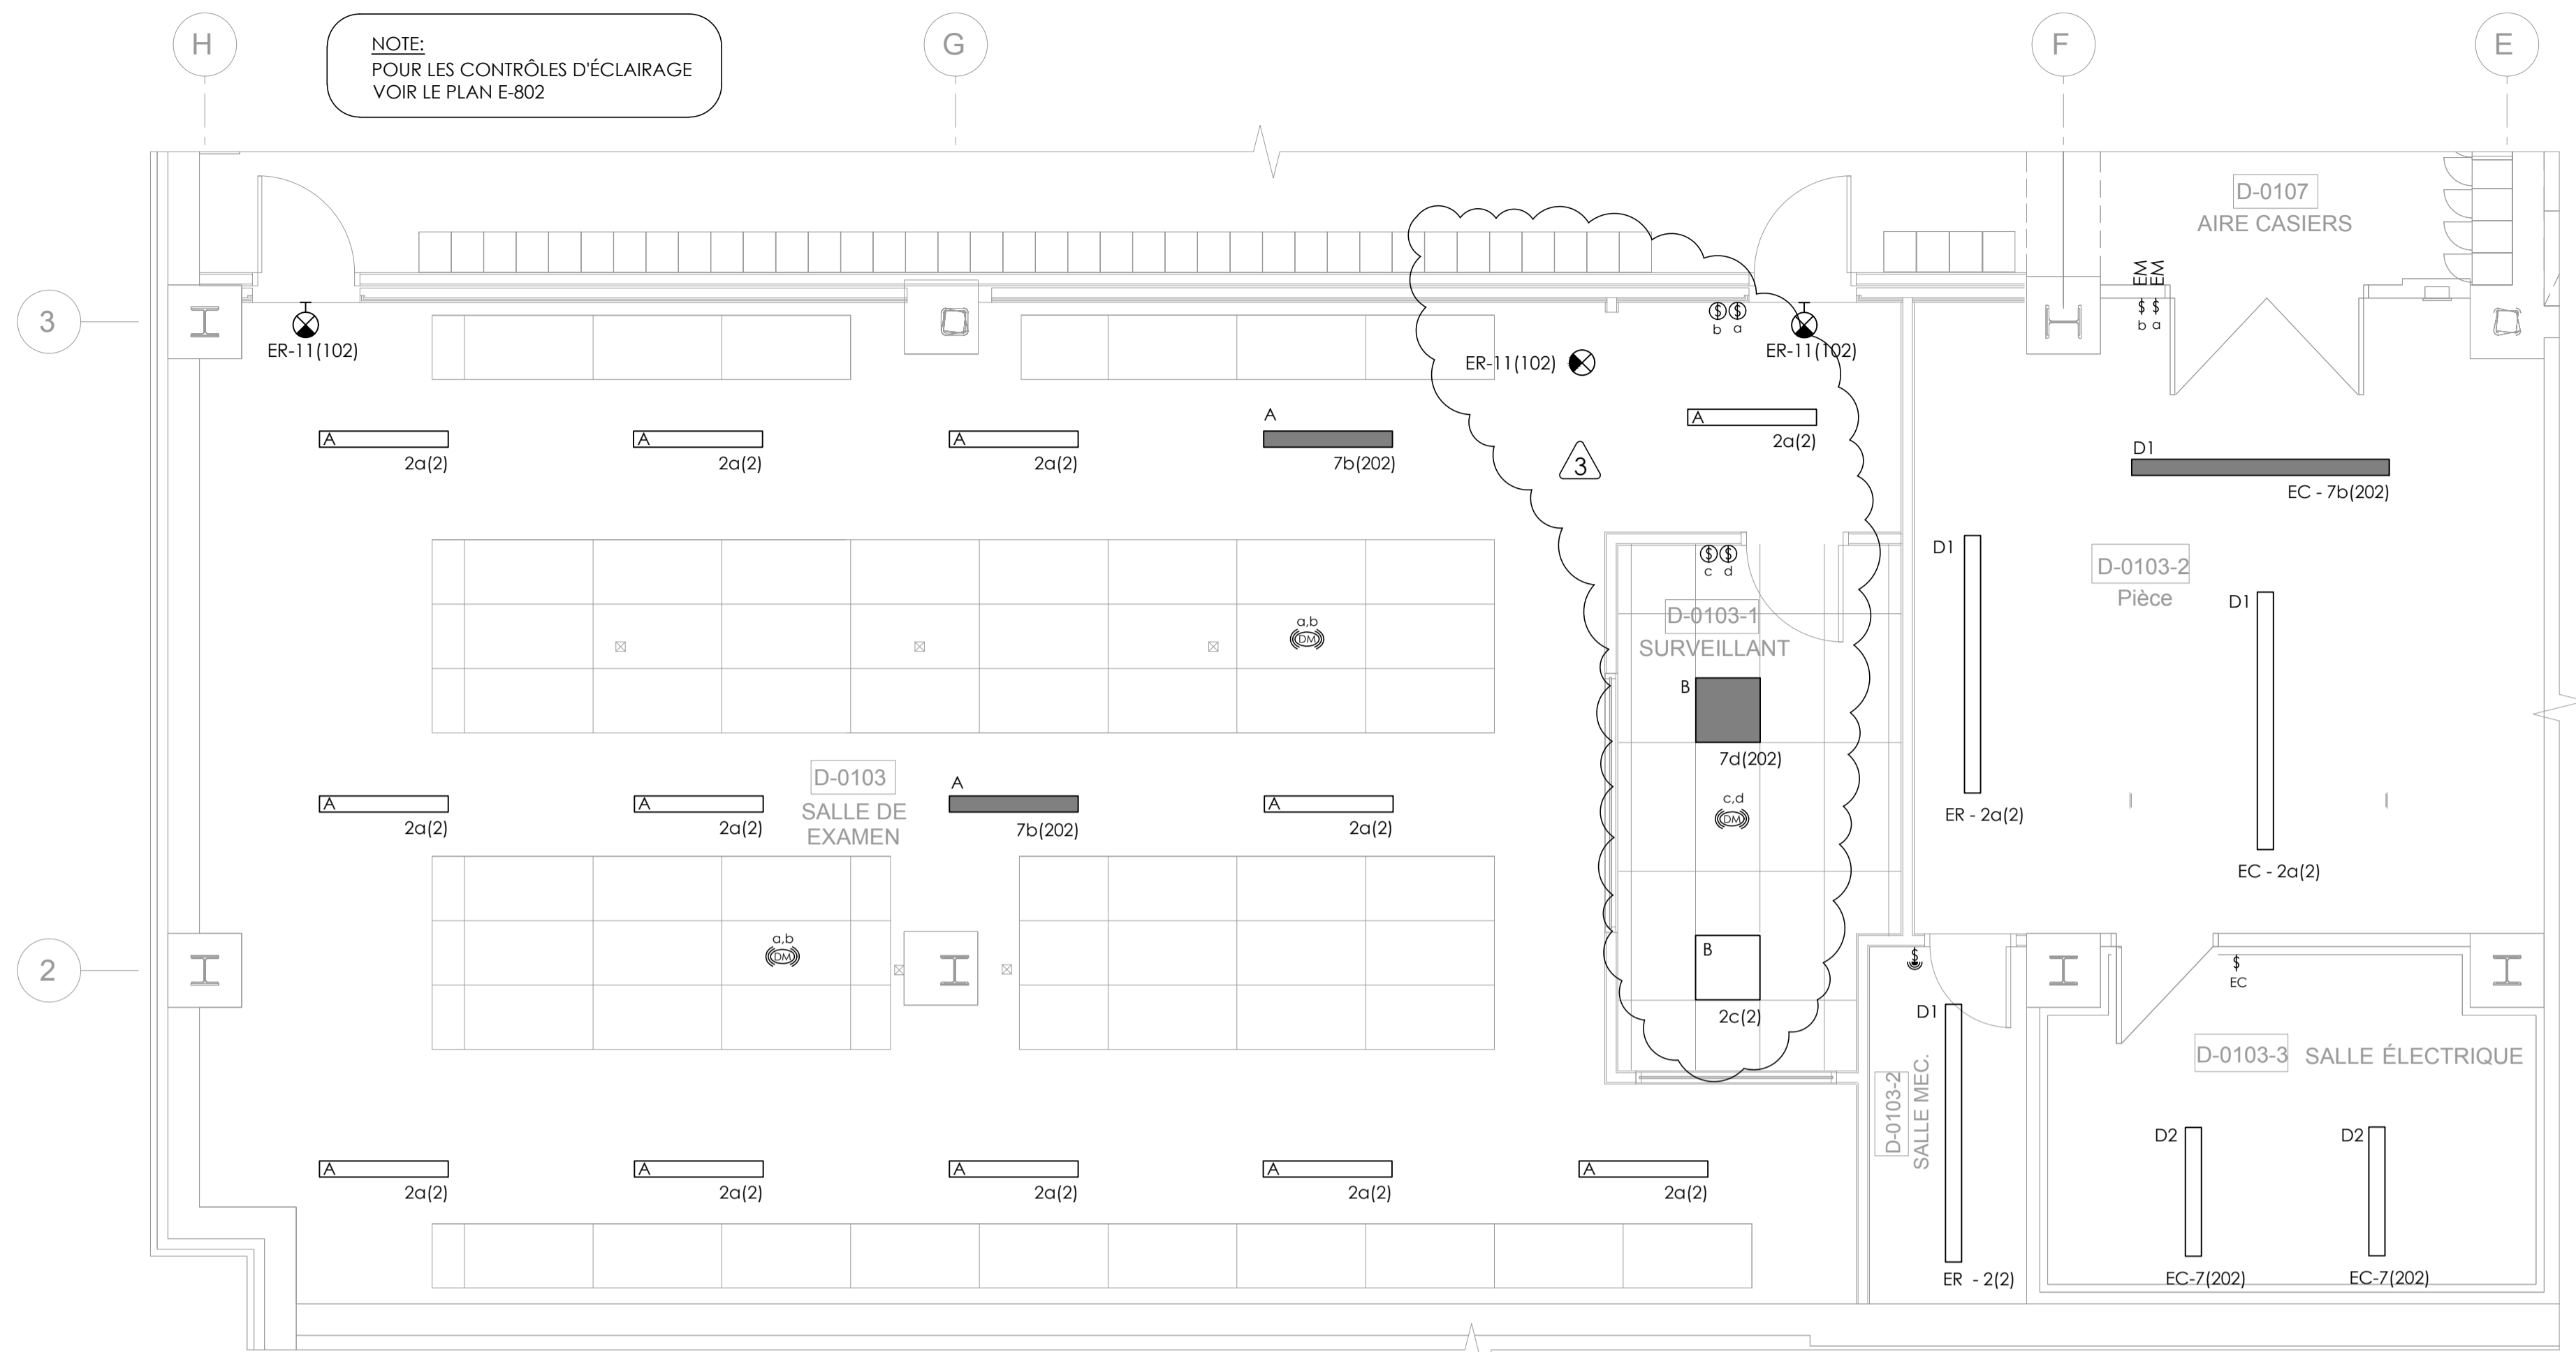 H
G
F
E
NOTE:
POUR LES CONTRÔLES D'ÉCLAIRAGE
VOIR LE PLAN E-802
D-0107
AIRE CASIERS
EM
EM
$ $
b a
3
ER-11(102)
$ $
b a
ER-11(102)
ER-11(102)
A
2a(2)
A
2a(2)
A
2a(2)
A
7b(202)
A
2a(2)
3
D1
EC - 7b(202)
$ $
c d
D1
D-0103-2
Pièce
D1
a,b
DM
D-0103-1
SURVEILLANT
B
7d(202)
D-0103
SALLE DE
EXAMEN
A
2a(2)
A
2a(2)
A
7b(202)
A
2a(2)
c,d
DM
ER - 2a(2)
EC - 2a(2)
2
a,b
DM
B
2c(2)
$
$
EC
D1
D-0103-2
SALLE MEC.
D-0103-3
SALLE ÉLECTRIQUE
D2
D2
A
2a(2)
A
2a(2)
A
2a(2)
A
2a(2)
A
2a(2)
ER - 2(2)
EC-7(202)
EC-7(202)